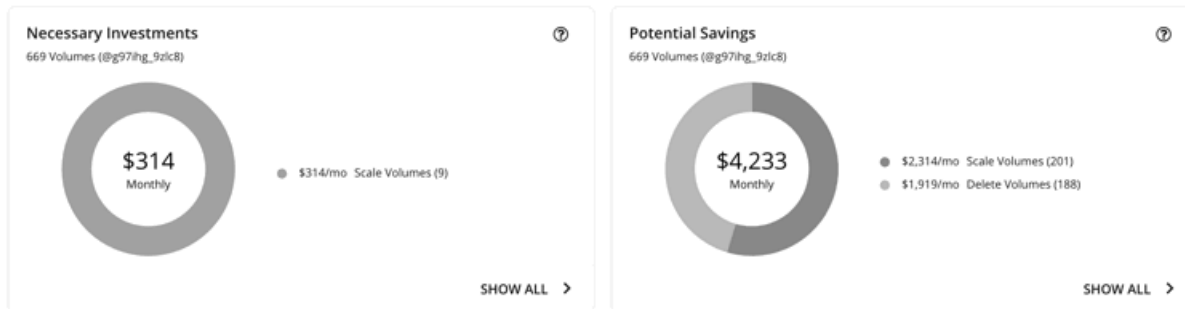 Necessary Investments
669 Volumes (@g97ihg_9zlc8)
$314
Monthly
$314/mo Scale Volumes (9)
SHOW ALL
Potential Savings
669 Volumes (@g97ihg_9zlc8)
$4,233
Monthly
$2,314/mo Scale Volumes (201)
$1,919/mo Delete Volumes (188)
SHOW ALL